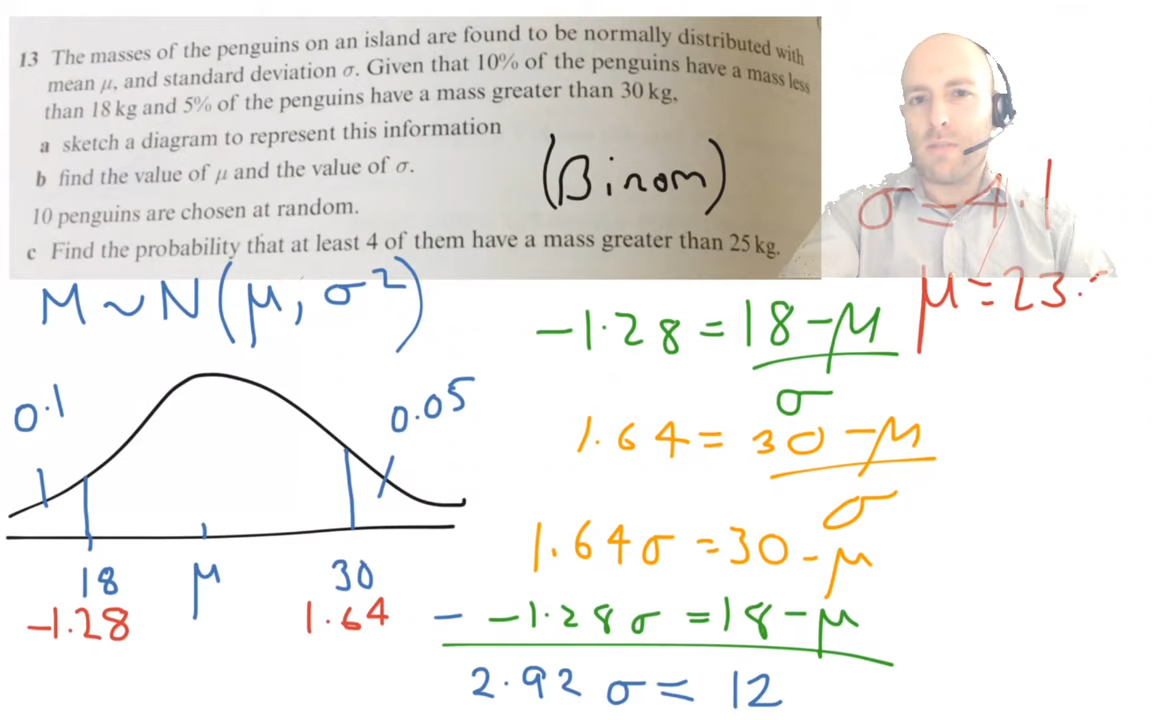 13 The masses of the penguins on an island are found to be normally distributed with
mean μ, and standard deviation σ. Given that 10% of the penguins have a mass less
than 18 kg and 5% of the penguins have a mass greater than 30 kg,
a sketch a diagram to represent this information
b find the value of μ and the value of σ.
10 penguins are chosen at random.
c Find the probability that at least 4 of them have a mass greater than 25 kg.
(Binom)
σ = 4.1
μ = 23.
M ~ N(μ, σ²)
0.1
0.05
18 μ 30
-1.28 1.64
-1.28 = 18 - μ
σ
1.64 = 30 - μ
σ
1.64σ = 30 - μ
- -1.28σ = 18 - μ
2.92σ = 12